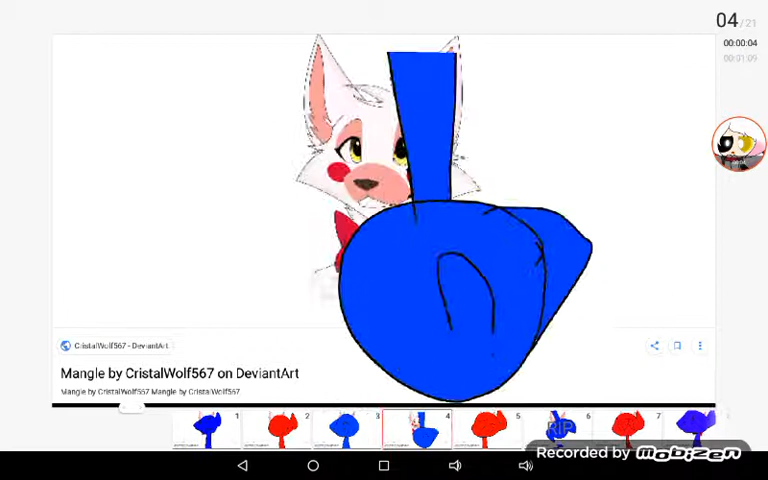 04/21
00:00:04
00:01:09
CristalWolf567 - DeviantArt
Mangle by CristalWolf567 on DeviantArt
Mangle by CristalWolf567 Mangle by CristalWolf567
1 2 3 4 5 6 7
RIP
Recorded by Mobizen